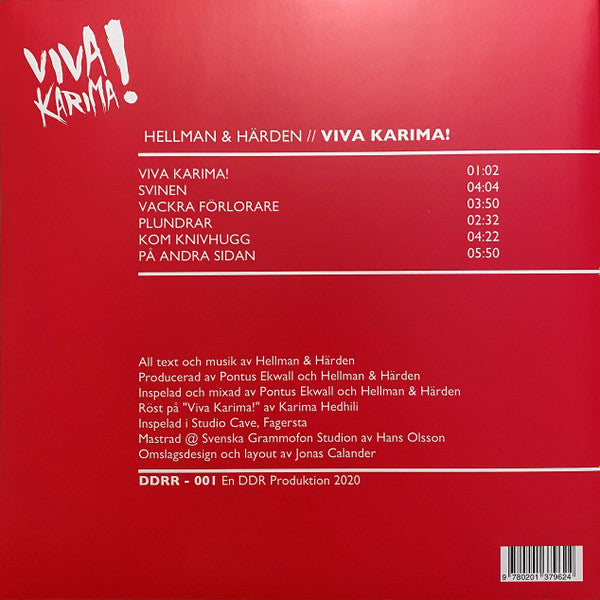 VIVA
KARIMA!
HELLMAN & HÄRDEN // VIVA KARIMA!
VIVA KARIMA! 01:02
SVINEN 04:04
VACKRA FÖRLORARE 03:50
PLUNDRAR 02:32
KOM KNIVHUGG 04:22
PÅ ANDRA SIDAN 05:50
All text och musik av Hellman & Härden
Producerad av Pontus Ekwall och Hellman & Härden
Inspelad och mixad av Pontus Ekwall och Hellman & Härden
Röst på "Viva Karima!" av Karima Hedhili
Inspelad i Studio Cave, Fagersta
Mastrad @ Svenska Grammofon Studion av Hans Olsson
Omslagsdesign och layout av Jonas Calander
DDRR - 001 En DDR Produktion 2020
9 780201 379624